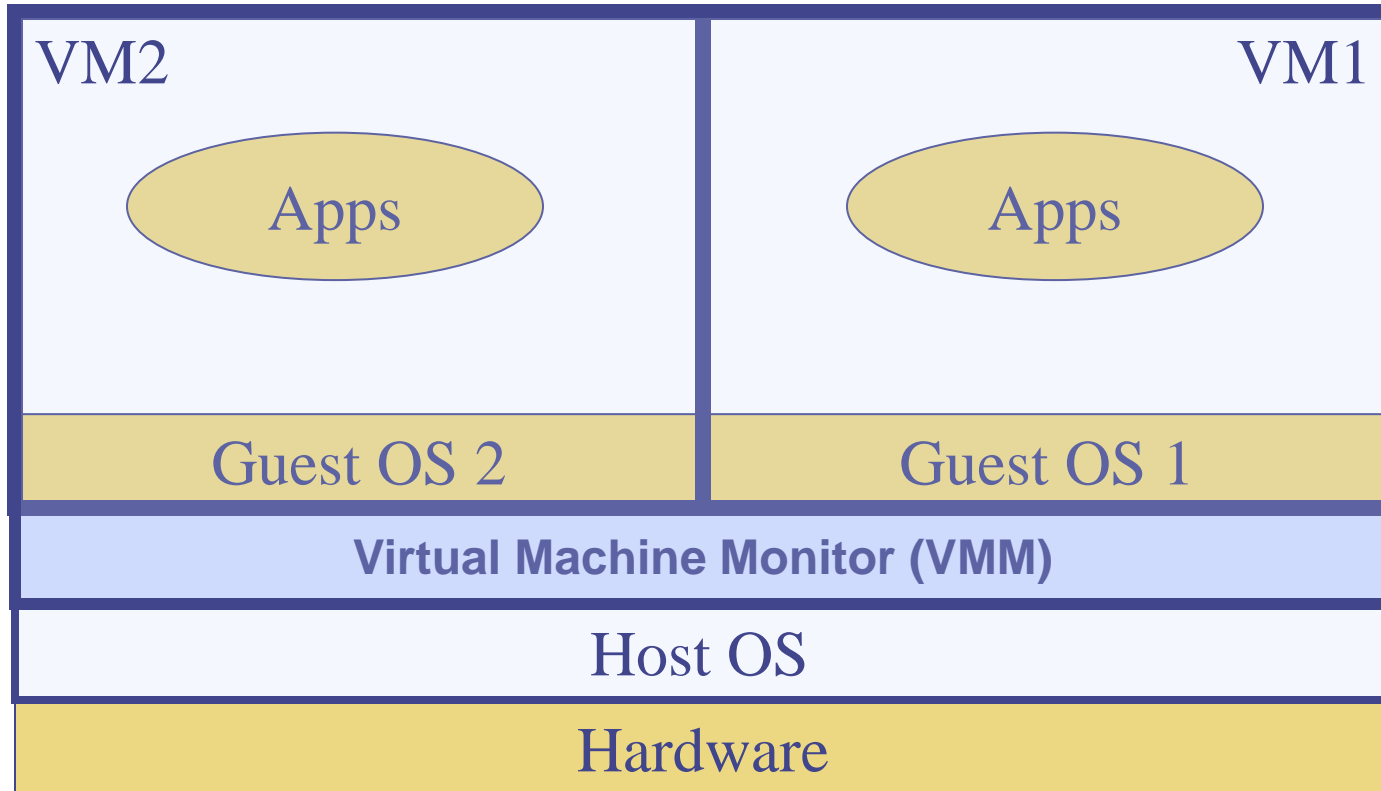 VM2
VM1
Apps
Apps
Guest OS 2
Guest OS 1
Virtual Machine Monitor (VMM)
Host OS
Hardware